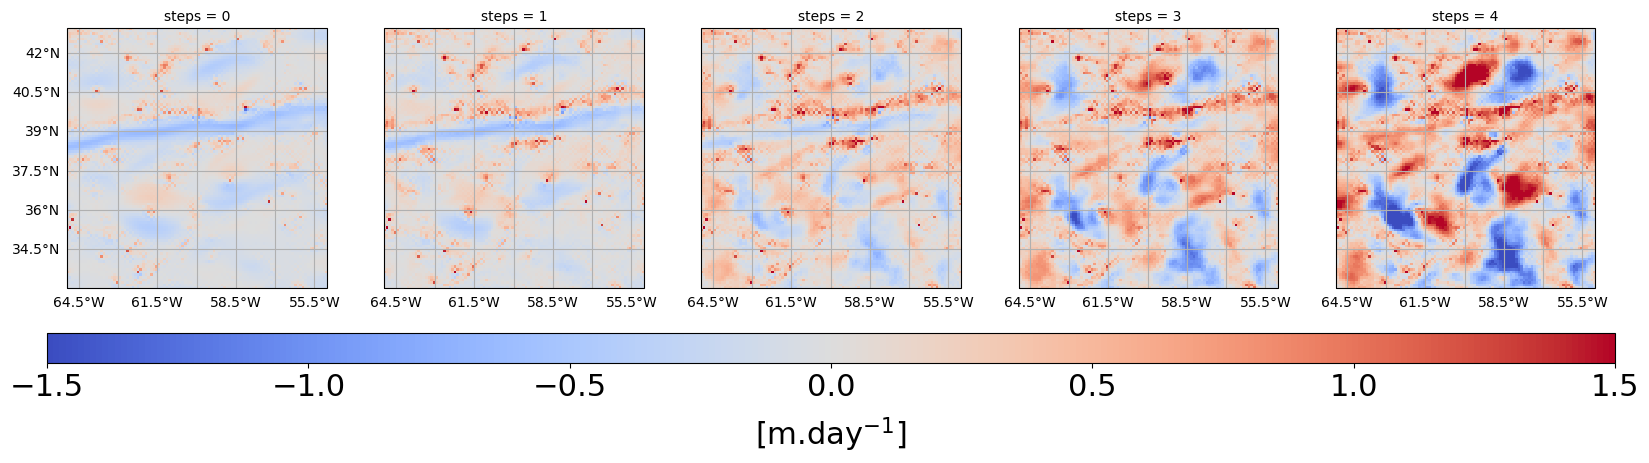 steps = 0 steps = 1 steps = 2 steps = 3 steps = 4
42°N
40.5°N
39°N
37.5°N
36°N
34.5°N
64.5°W 61.5°W 58.5°W 55.5°W 64.5°W 61.5°W 58.5°W 55.5°W 64.5°W 61.5°W 58.5°W 55.5°W 64.5°W 61.5°W 58.5°W 55.5°W 64.5°W 61.5°W 58.5°W 55.5°W
−1.5 −1.0 −0.5 0.0 0.5 1.0 1.5
[m.day⁻¹]